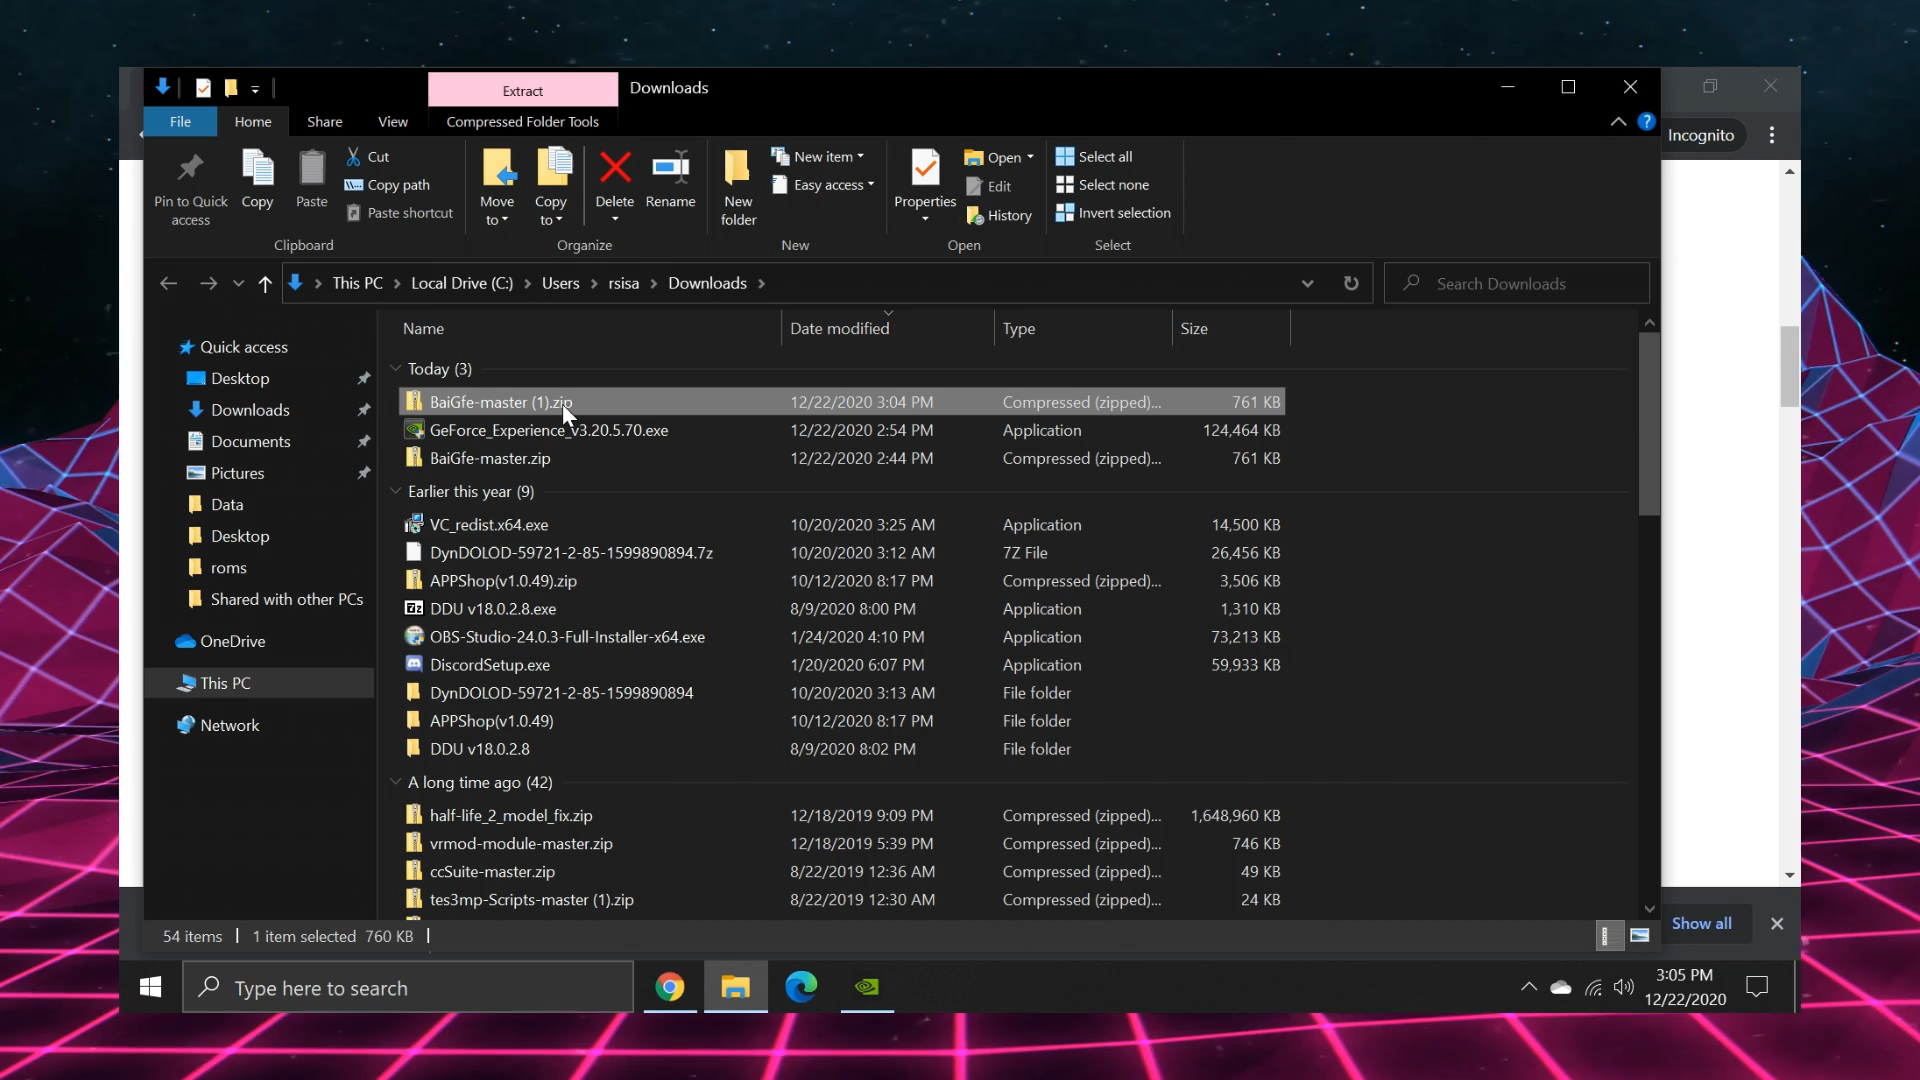 Extract
Downloads
File
Home
Share
View
Compressed Folder Tools
Incognito
Pin to Quick access
Copy
Paste
Cut
Copy path
Paste shortcut
Clipboard
Move to
Copy to
Delete
Rename
Organize
New folder
New item
Easy access
New
Properties
Open
Edit
History
Open
Select all
Select none
Invert selection
Select
This PC > Local Drive (C:) > Users > rsisa > Downloads >
Search Downloads
Quick access
Desktop
Downloads
Documents
Pictures
Data
Desktop
roms
Shared with other PCs
OneDrive
This PC
Network
Name Date modified Type Size
Today (3)
BaiGfe-master (1).zip 12/22/2020 3:04 PM Compressed (zipped)... 761 KB
GeForce_Experience_v3.20.5.70.exe 12/22/2020 2:54 PM Application 124,464 KB
BaiGfe-master.zip 12/22/2020 2:44 PM Compressed (zipped)... 761 KB
Earlier this year (9)
VC_redist.x64.exe 10/20/2020 3:25 AM Application 14,500 KB
DynDOLOD-59721-2-85-1599890894.7z 10/20/2020 3:12 AM 7Z File 26,456 KB
APPShop(v1.0.49).zip 10/12/2020 8:17 PM Compressed (zipped)... 3,506 KB
DDU v18.0.2.8.exe 8/9/2020 8:00 PM Application 1,310 KB
OBS-Studio-24.0.3-Full-Installer-x64.exe 1/24/2020 4:10 PM Application 73,213 KB
DiscordSetup.exe 1/20/2020 6:07 PM Application 59,933 KB
DynDOLOD-59721-2-85-1599890894 10/20/2020 3:13 AM File folder
APPShop(v1.0.49) 10/12/2020 8:17 PM File folder
DDU v18.0.2.8 8/9/2020 8:02 PM File folder
A long time ago (42)
half-life_2_model_fix.zip 12/18/2019 9:09 PM Compressed (zipped)... 1,648,960 KB
vrmod-module-master.zip 12/18/2019 5:39 PM Compressed (zipped)... 746 KB
ccSuite-master.zip 8/22/2019 12:36 AM Compressed (zipped)... 49 KB
tes3mp-Scripts-master (1).zip 8/22/2019 12:30 AM Compressed (zipped)... 24 KB
54 items 1 item selected 760 KB
Show all
Type here to search
3:05 PM
12/22/2020